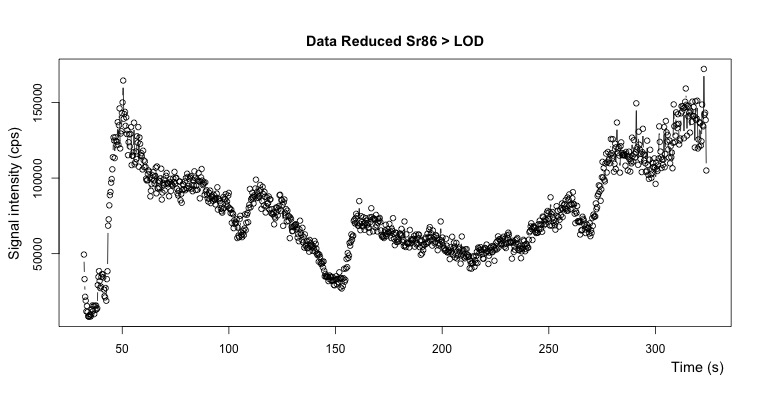 Data Reduced Sr86 > LOD
Signal intensity (cps)
150000
100000
50000
50 100 150 200 250 300
Time (s)